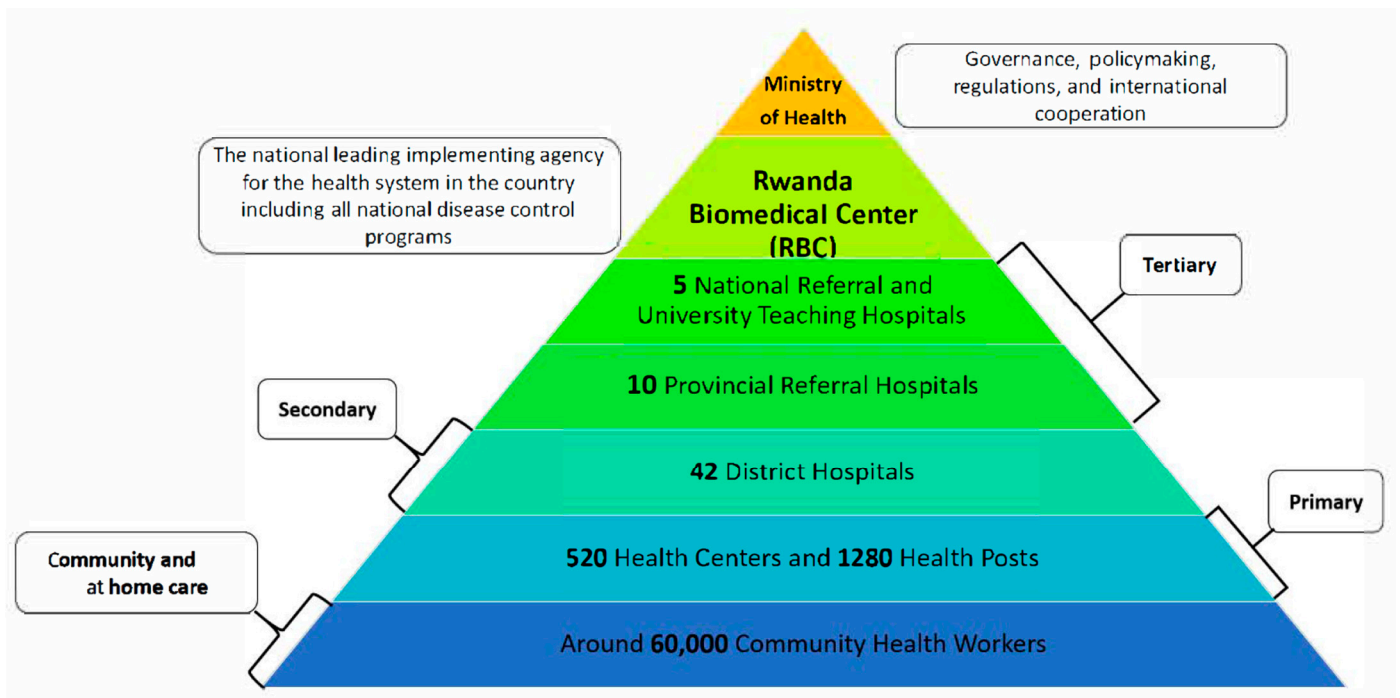 Ministry
of Health
Governance, policymaking,
regulations, and international
cooperation
The national leading implementing agency
for the health system in the country
including all national disease control
programs
Rwanda
Biomedical Center
(RBC)
Tertiary
5 National Referral and
University Teaching Hospitals
10 Provincial Referral Hospitals
Secondary
42 District Hospitals
Primary
520 Health Centers and 1280 Health Posts
Community and
at home care
Around 60,000 Community Health Workers